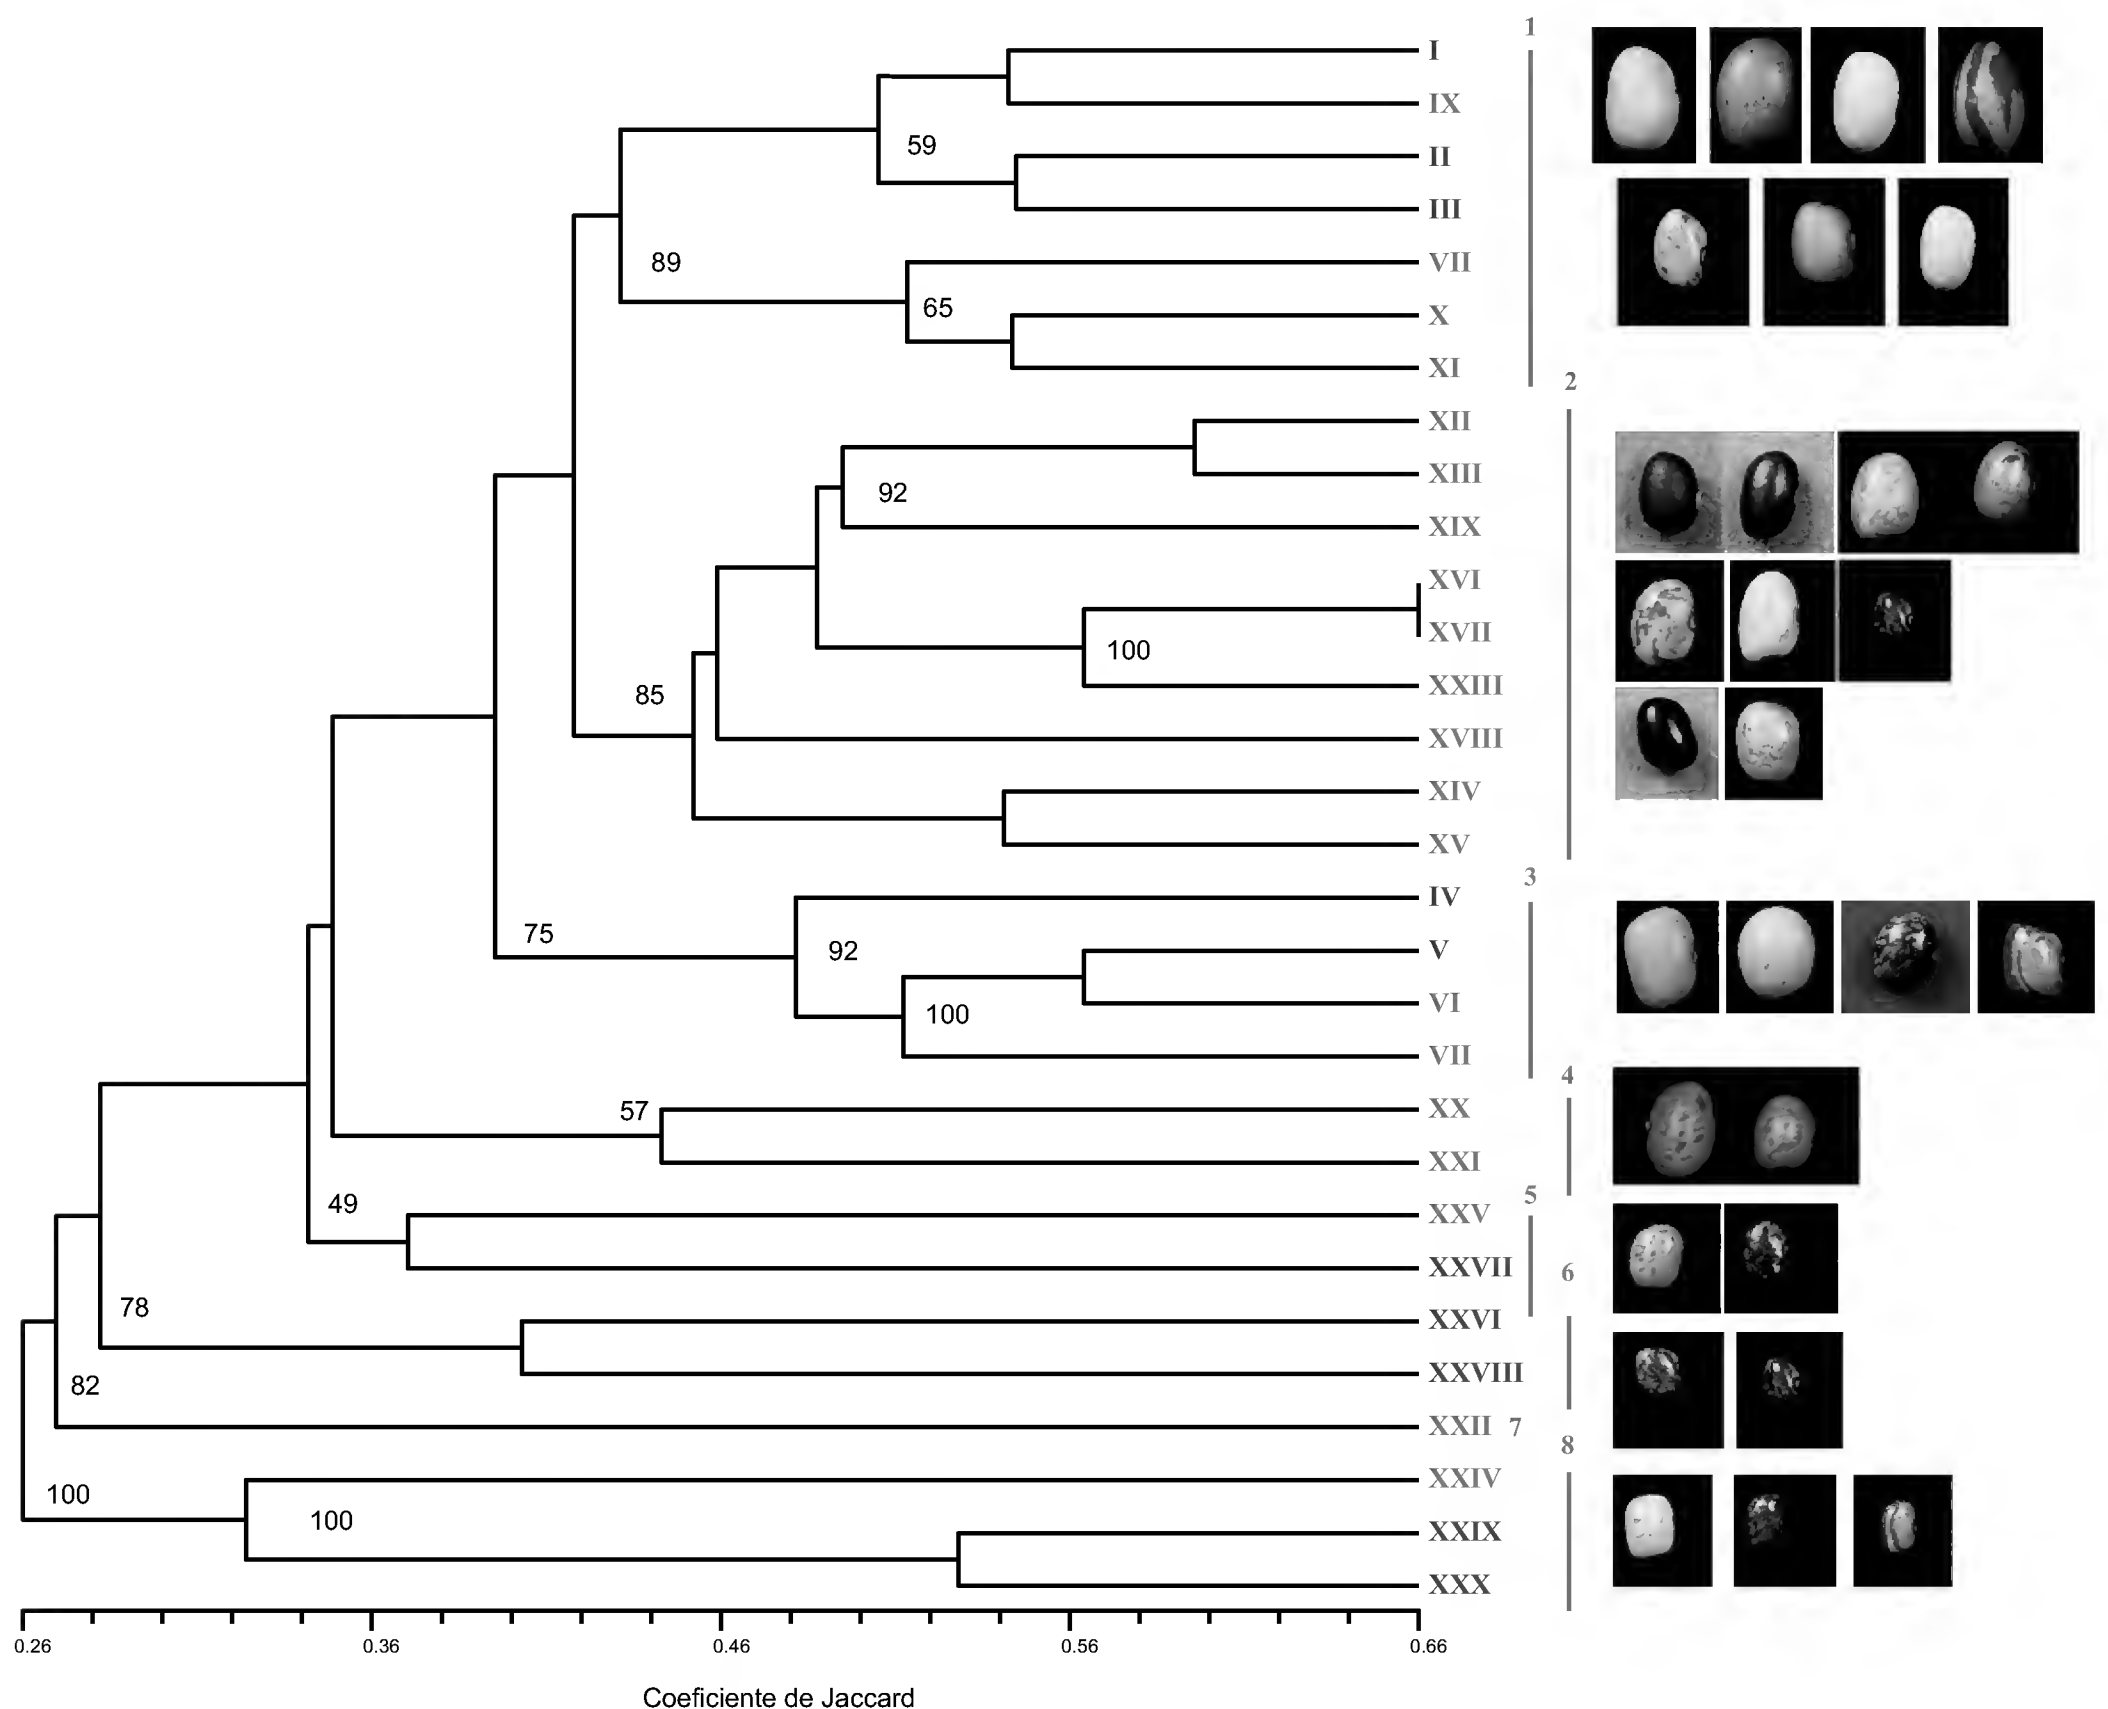 1
I
IX
59
II
III
89
VII
65
X
XI
2
XII
XIII
92
XIX
XVI
XVII
100
XXIII
85
XVIII
XIV
XV
3
IV
75
92
V
VI
100
VII
4
57
XX
XXI
5
49
XXV
XXVII
6
78
XXVI
XXVIII
82
XXII 7
8
XXIV
100
100
XXIX
XXX
0.26 0.36 0.46 0.56 0.66
Coeficiente de Jaccard